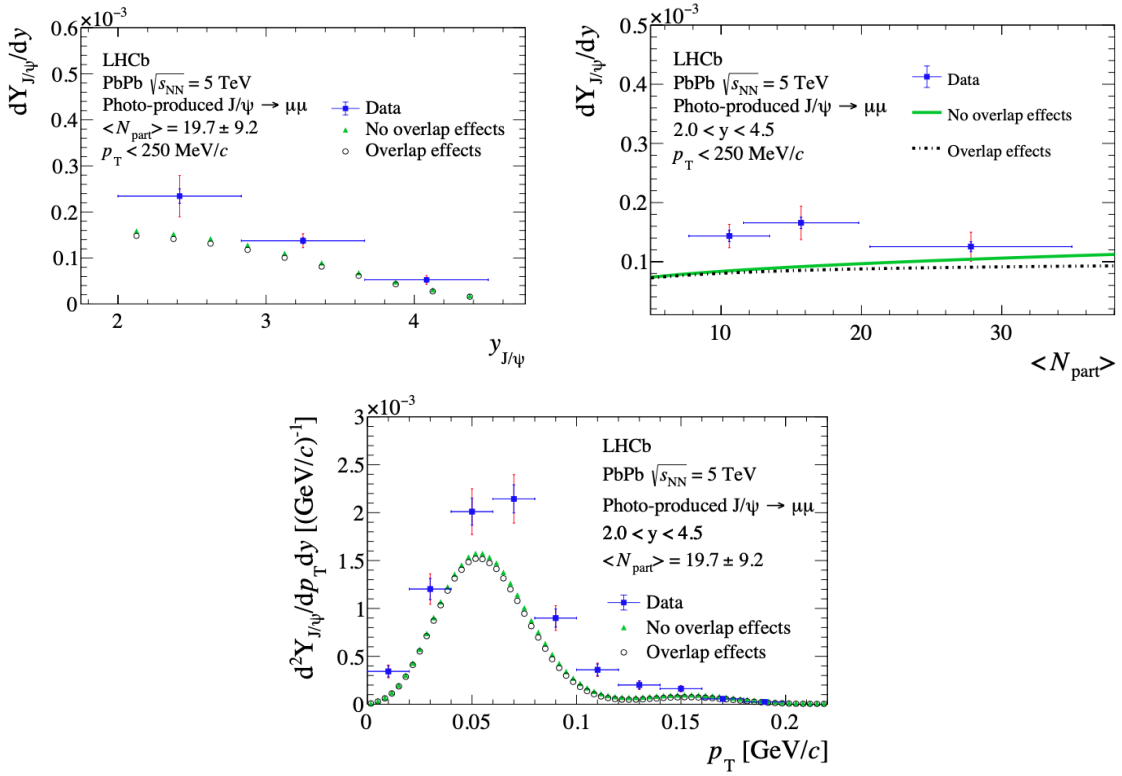 ×10⁻³
dY_J/ψ/dy
0.6
0.5
0.4
0.3
0.2
0.1
0
LHCb
PbPb √s_NN = 5 TeV
Photo-produced J/ψ → μμ
<N_part> = 19.7 ± 9.2
p_T < 250 MeV/c
Data
No overlap effects
Overlap effects
2 3 4
y_J/ψ
×10⁻³
dY_J/ψ/dy
0.5
0.4
0.3
0.2
0.1
LHCb
PbPb √s_NN = 5 TeV
Photo-produced J/ψ → μμ
2.0 < y < 4.5
p_T < 250 MeV/c
Data
No overlap effects
Overlap effects
10 20 30
<N_part>
×10⁻³
d²Y_J/ψ/dp_T dy [(GeV/c)⁻¹]
3
2.5
2
1.5
1
0.5
0
LHCb
PbPb √s_NN = 5 TeV
Photo-produced J/ψ → μμ
2.0 < y < 4.5
<N_part> = 19.7 ± 9.2
Data
No overlap effects
Overlap effects
0 0.05 0.1 0.15 0.2
p_T [GeV/c]